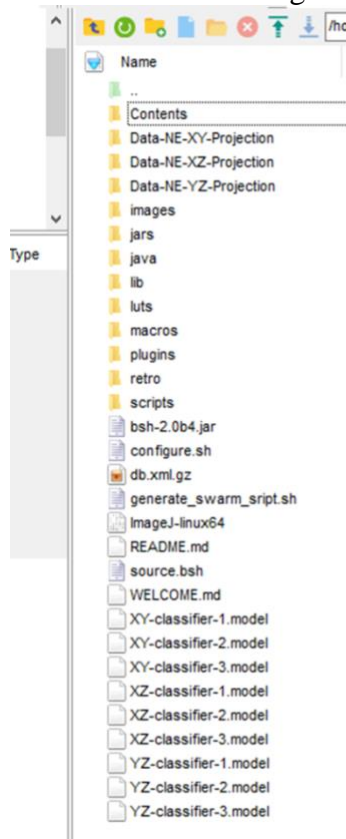 /ho
Name
..
Type
Contents
Data-NE-XY-Projection
Data-NE-XZ-Projection
Data-NE-YZ-Projection
images
jars
java
lib
luts
macros
plugins
retro
scripts
bsh-2.0b4.jar
configure.sh
db.xml.gz
generate_swarm_sript.sh
ImageJ-linux64
README.md
source.bsh
WELCOME.md
XY-classifier-1.model
XY-classifier-2.model
XY-classifier-3.model
XZ-classifier-1.model
XZ-classifier-2.model
XZ-classifier-3.model
YZ-classifier-1.model
YZ-classifier-2.model
YZ-classifier-3.model